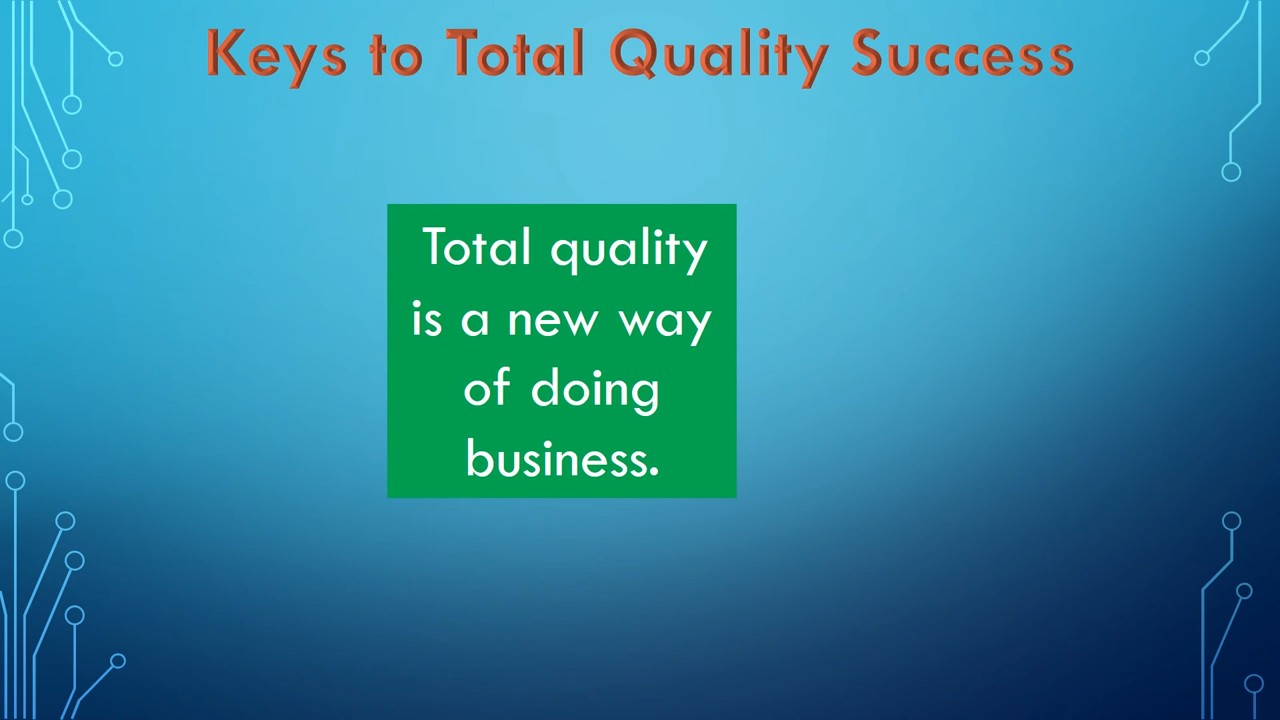 Keys to Total Quality Success
Total quality
is a new way
of doing
business.